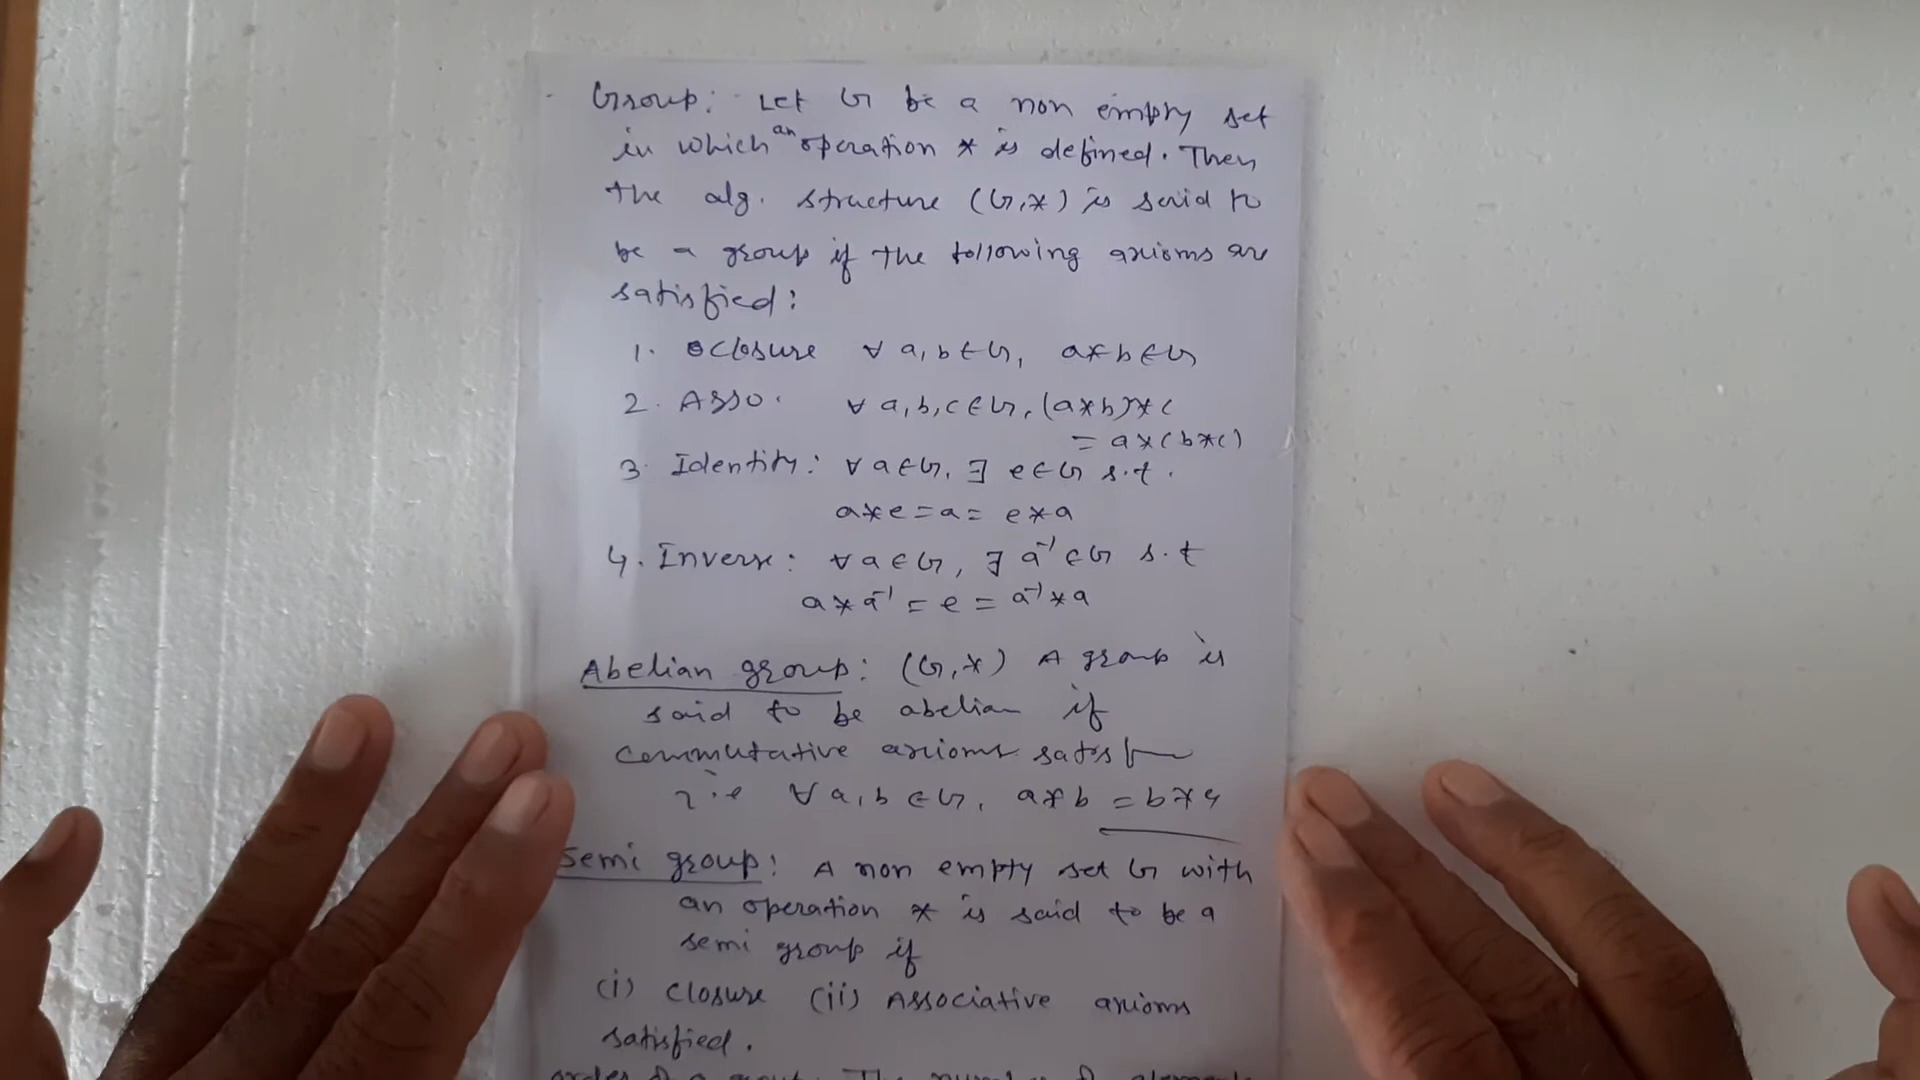 Group: Let G be a non empty set
in which an operation * is defined. Then
the alg. structure (G,*) is said to
be a group if the following axioms are
satisfied:
1. closure ∀ a,b∈G, a*b∈G
2. Asso. ∀ a,b,c∈G, (a*b)*c
= a*(b*c)
3. Identity: ∀ a∈G, ∃ e∈G s.t.
a*e=a= e*a
4. Inverse: ∀ a∈G, ∃ a⁻¹∈G s.t
a*a⁻¹ = e = a⁻¹*a
Abelian group: (G,*) A group is
said to be abelian if
commutative axioms
i.e ∀ a,b ∈G, a*b = b*a
Semi group: A non empty set G with
an operation * is said to be a
semi group if
(i) closure (ii) Associative axioms
satisfied.